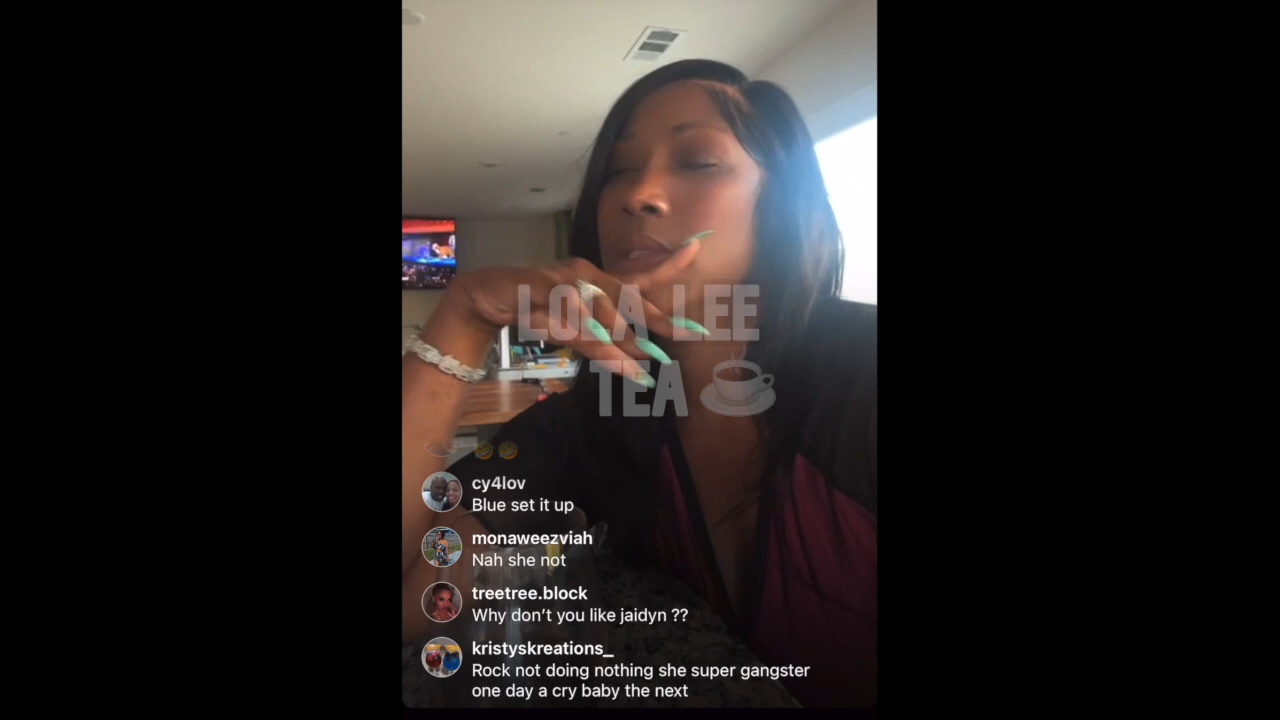 LOLA LEE
TEA
cy4lov
Blue set it up
monaweezviah
Nah she not
treetree.block
Why don’t you like jaidyn ??
kristyskreations_
Rock not doing nothing she super gangster
one day a cry baby the next